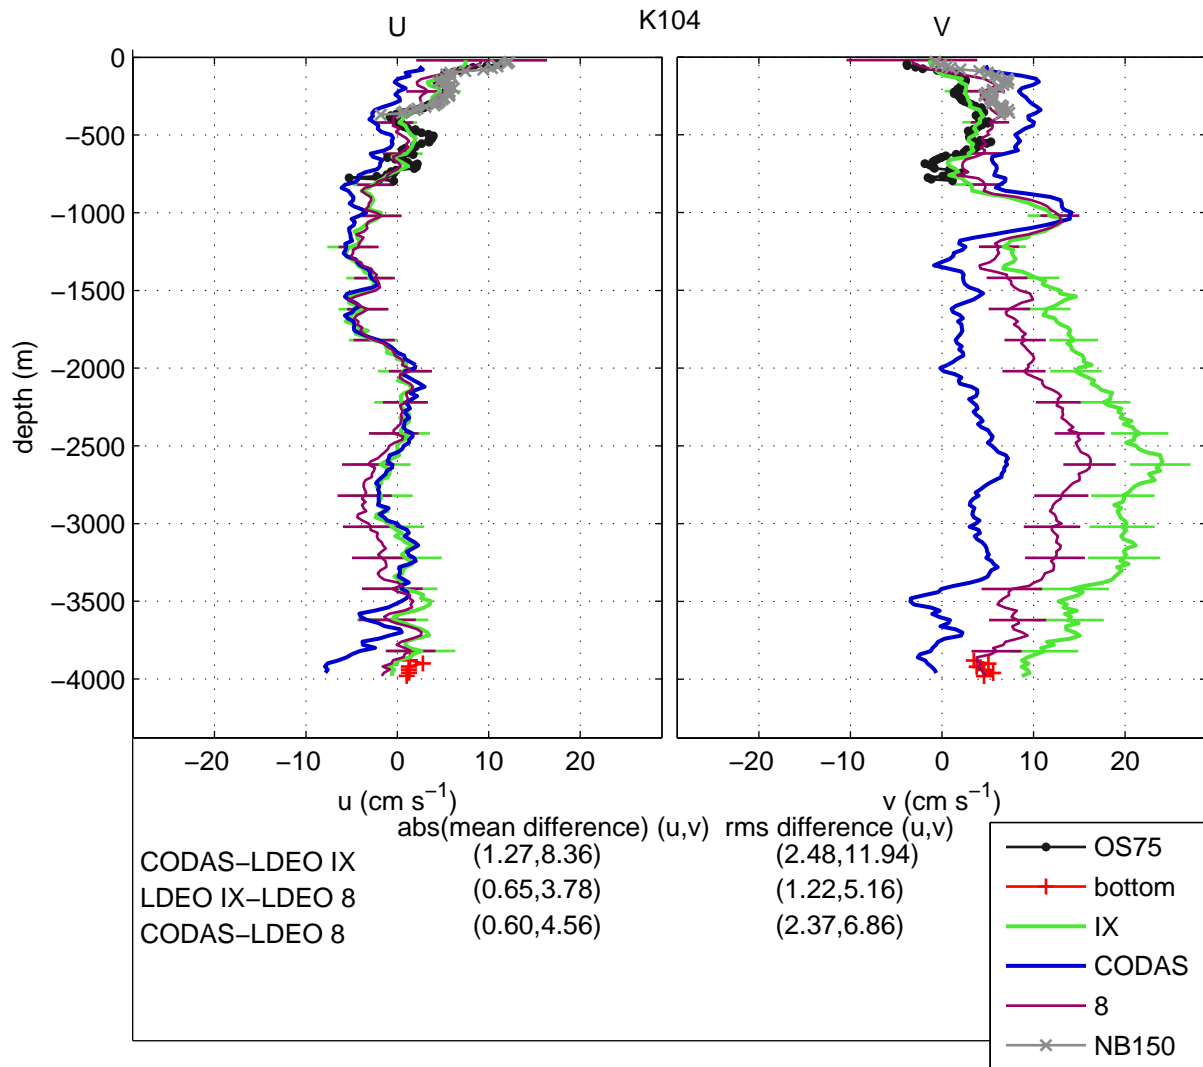 K104
U V
0
−500
−1000
−1500
−2000
−2500
−3000
−3500
−4000
depth (m)
−20 −10 0 10 20 −20 −10 0 10 20
u (cm s−1) v (cm s−1)
abs(mean difference) (u,v) rms difference (u,v)
CODAS−LDEO IX (1.27,8.36) (2.48,11.94)
LDEO IX−LDEO 8 (0.65,3.78) (1.22,5.16)
CODAS−LDEO 8 (0.60,4.56) (2.37,6.86)
OS75
bottom
IX
CODAS
8
NB150